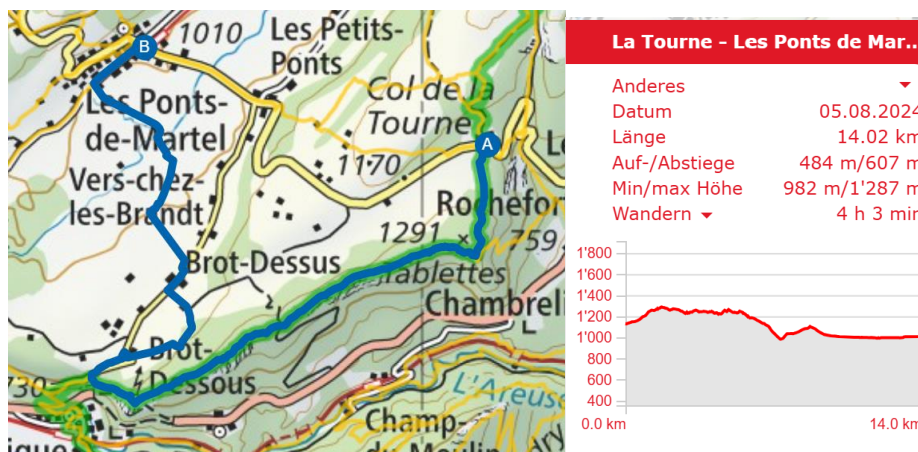 B
1010
Les Petits-
Ponts
Col de la
Tourne
A
Les Ponts-
de-Martel
1170
Vers-chez-
les-Brandt
Rochefor
1291
759
Brot-Dessus
Tablettes
Chambreli
2
Brot-
Dessous
730
L'Areuse
Champ-
du-Moulin
La Tourne - Les Ponts de Mar...
Anderes
Datum 05.08.2024
Länge 14.02 km
Auf-/Abstiege 484 m/607 m
Min/max Höhe 982 m/1'287 m
Wandern 4 h 3 min
1'800
1'600
1'400
1'200
1'000
800
600
400
0.0 km 14.0 km